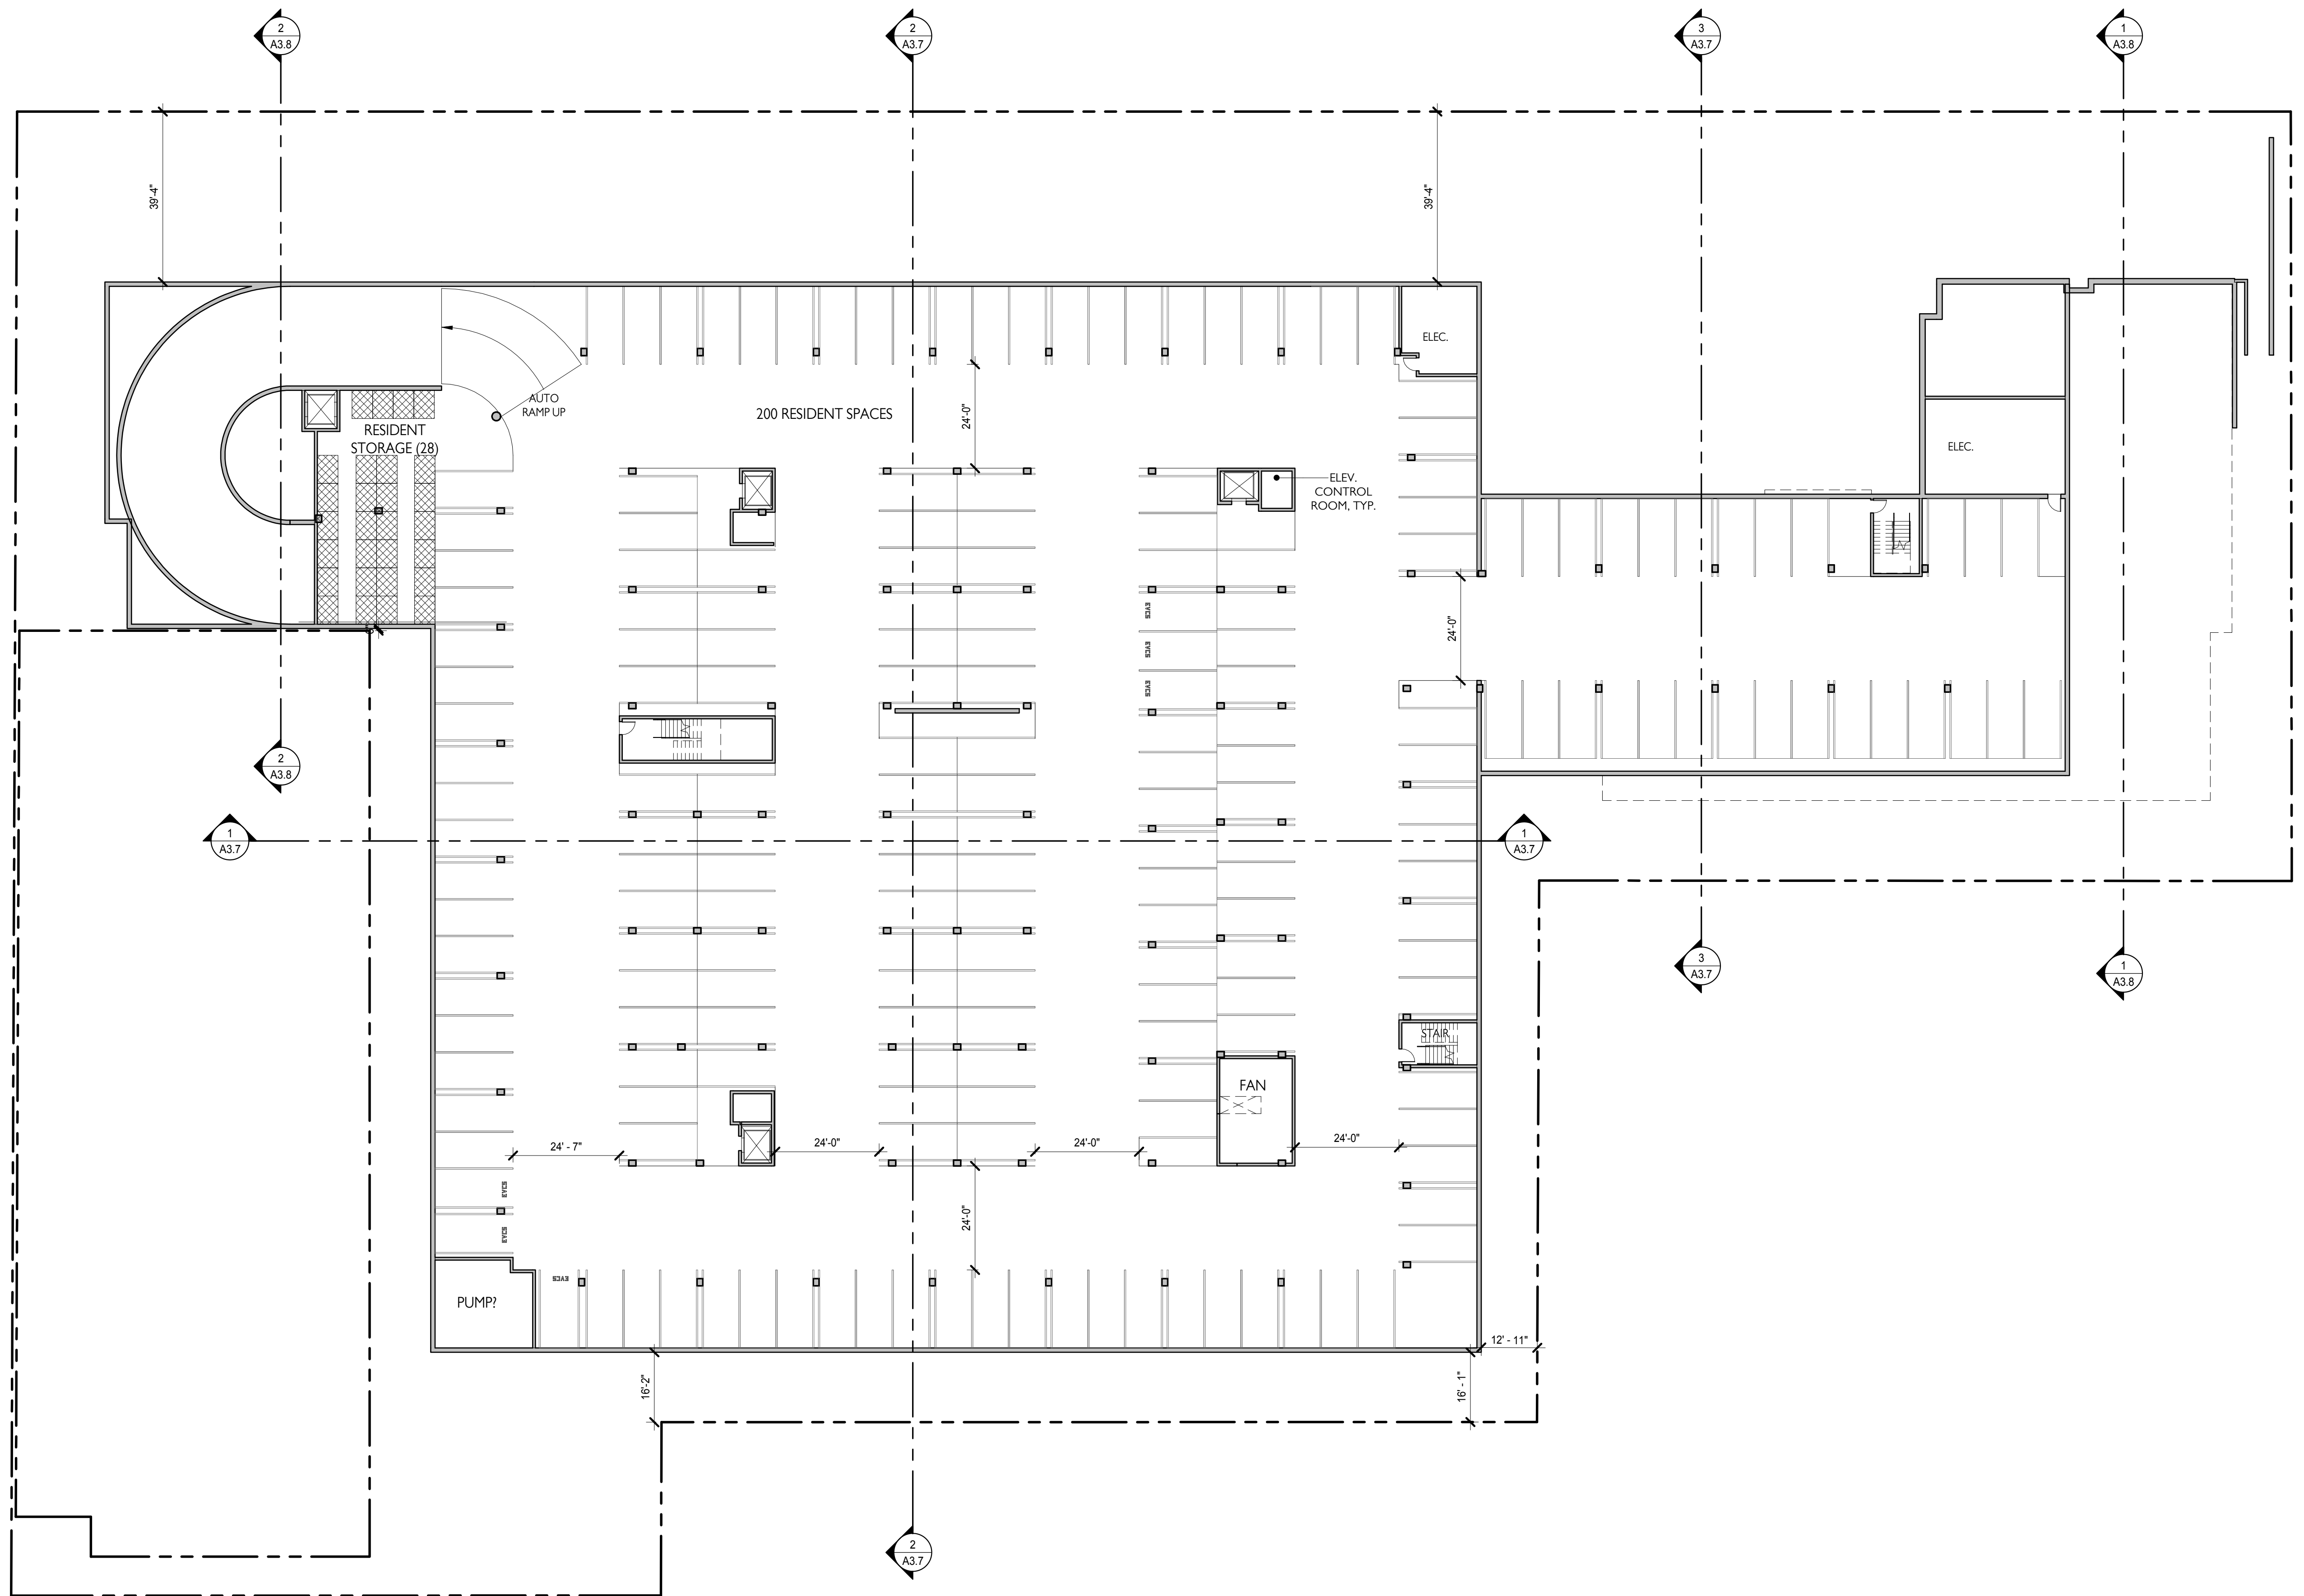 2
A3.8
2
A3.7
3
A3.7
1
A3.8
39'-4"
39'-4"
ELEC.
AUTO
RAMP UP
200 RESIDENT SPACES
24'-0"
RESIDENT
STORAGE (28)
ELEC.
ELEV.
CONTROL
ROOM, TYP.
EVCS
EVCS
EVCS
24'-0"
2
A3.8
1
A3.7
1
A3.7
3
A3.7
1
A3.8
STAIR
FAN
24' - 7"
24'-0"
24'-0"
24'-0"
EVCS
EVCS
24'-0"
EVCS
PUMP?
12' - 11"
16'-2"
16' - 1"
2
A3.7